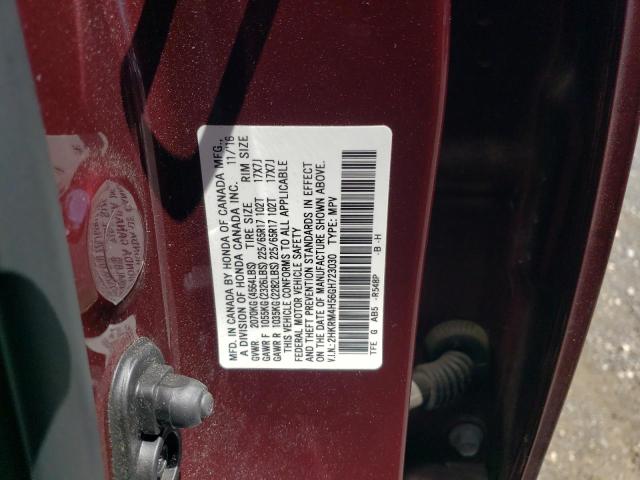 MFD. IN CANADA BY HONDA OF CANADA MFG.,
A DIVISION OF HONDA CANADA INC. 11/16
TIRE SIZE RIM SIZE
GVWR 2070KG(4564LBS)
GAWR F 1055KG(2326LBS) 225/65R17 102T 17X7J
GAWR R 1035KG(2282LBS) 225/65R17 102T 17X7J
THIS VEHICLE CONFORMS TO ALL APPLICABLE
FEDERAL MOTOR VEHICLE SAFETY
AND THEFT PREVENTION STANDARDS IN EFFECT
ON THE DATE OF MANUFACTURE SHOWN ABOVE.
V.I.N.: 2HKRM4H56GH723030 TYPE: MPV
TFE G AB5 -R548P -B -H